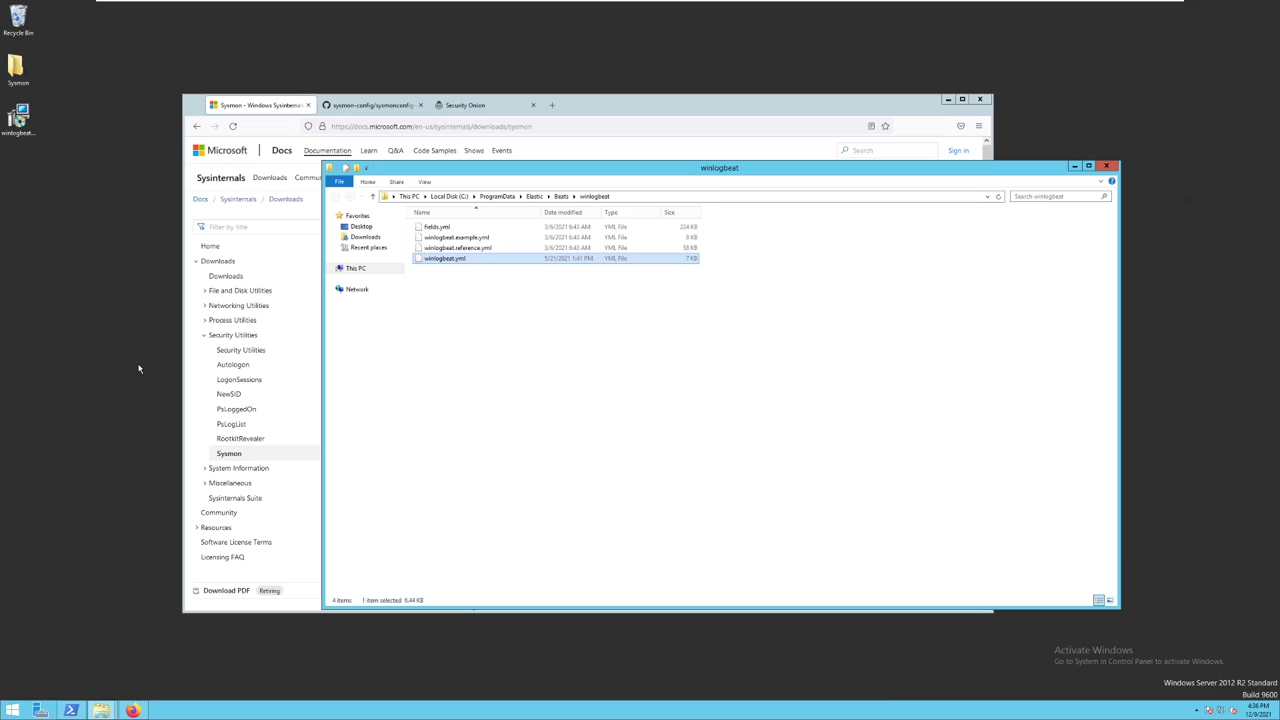 Recycle Bin
Sysmon
winlogbeat...
Sysmon - Windows Sysinternals
sysmon-config/sysmonconfig-
Security Onion
https://docs.microsoft.com/en-us/sysinternals/downloads/sysmon
Microsoft
Docs
Documentation
Learn
Q&A
Code Samples
Shows
Events
Search
Sign in
Sysinternals
Downloads
Commu
Docs
Sysinternals
Downloads
Filter by title
Home
Downloads
Downloads
File and Disk Utilities
Networking Utilities
Process Utilities
Security Utilities
Security Utilities
Autologon
LogonSessions
NewSID
PsLoggedOn
PsLogList
RootkitRevealer
Sysmon
System Information
Miscellaneous
Sysinternals Suite
Community
Resources
Software License Terms
Licensing FAQ
Download PDF
Retiring
winlogbeat
File Home Share View
This PC Local Disk (C:) ProgramData Elastic Beats winlogbeat
Search winlogbeat
Favorites
Desktop
Downloads
Recent places
This PC
Network
Name Date modified Type Size
fields.yml 3/6/2021 6:43 AM YML File 224 KB
winlogbeat.example.yml 3/6/2021 6:43 AM YML File 8 KB
winlogbeat.reference.yml 3/6/2021 6:43 AM YML File 58 KB
winlogbeat.yml 5/21/2021 1:41 PM YML File 7 KB
4 items 1 item selected 6.44 KB
Activate Windows
Go to System in Control Panel to activate Windows.
Windows Server 2012 R2 Standard
Build 9600
4:36 PM
12/9/2021